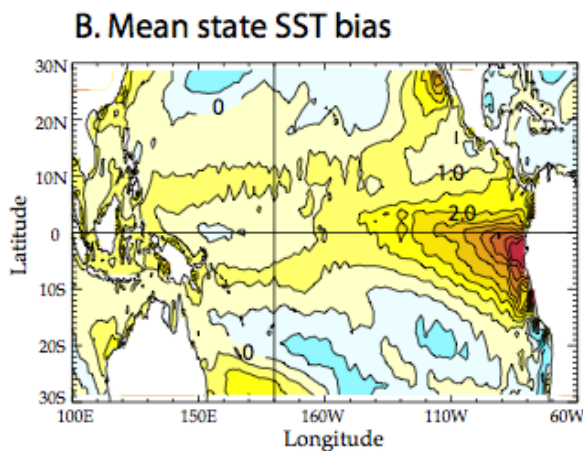 B. Mean state SST bias
30N
20N
10N
0
10S
20S
30S
Latitude
0
1.0
2.0
0
100E 150E 160W 110W 60W
Longitude